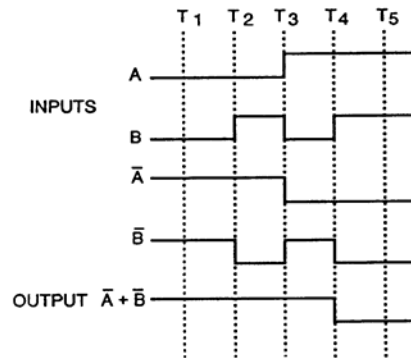 T1 T2 T3 T4 T5
A
INPUTS
B
Ā
B̄
OUTPUT Ā + B̄